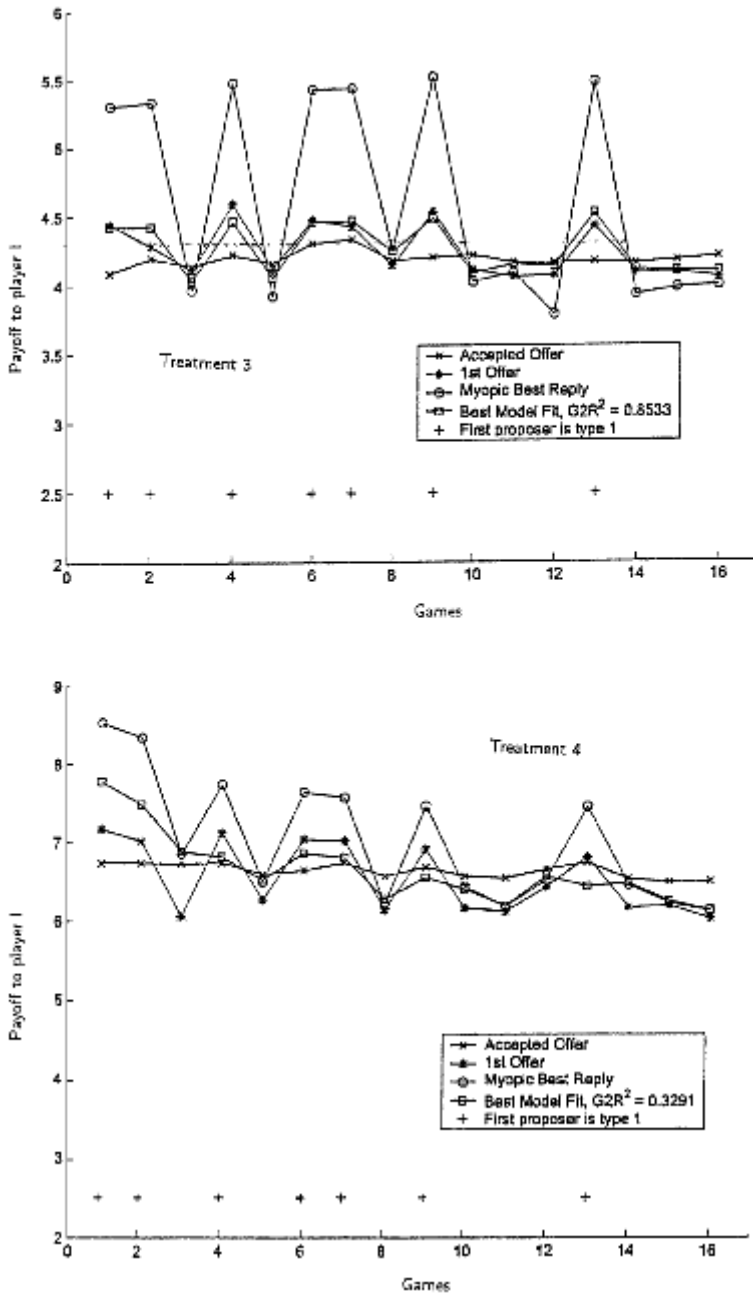 6
5.5
5
4.5
4
3.5
3
2.5
2
Payoff to player I
Treatment 3
Accepted Offer
1st Offer
Myopic Best Reply
Best Model Fit, G2R² = 0.8533
First proposer is type 1
0 2 4 6 8 10 12 14 16
Games
9
8
7
6
5
4
3
2
Payoff to player I
Treatment 4
Accepted Offer
1st Offer
Myopic Best Reply
Best Model Fit, G2R² = 0.3291
First proposer is type 1
0 2 4 6 8 10 12 14 16
Games